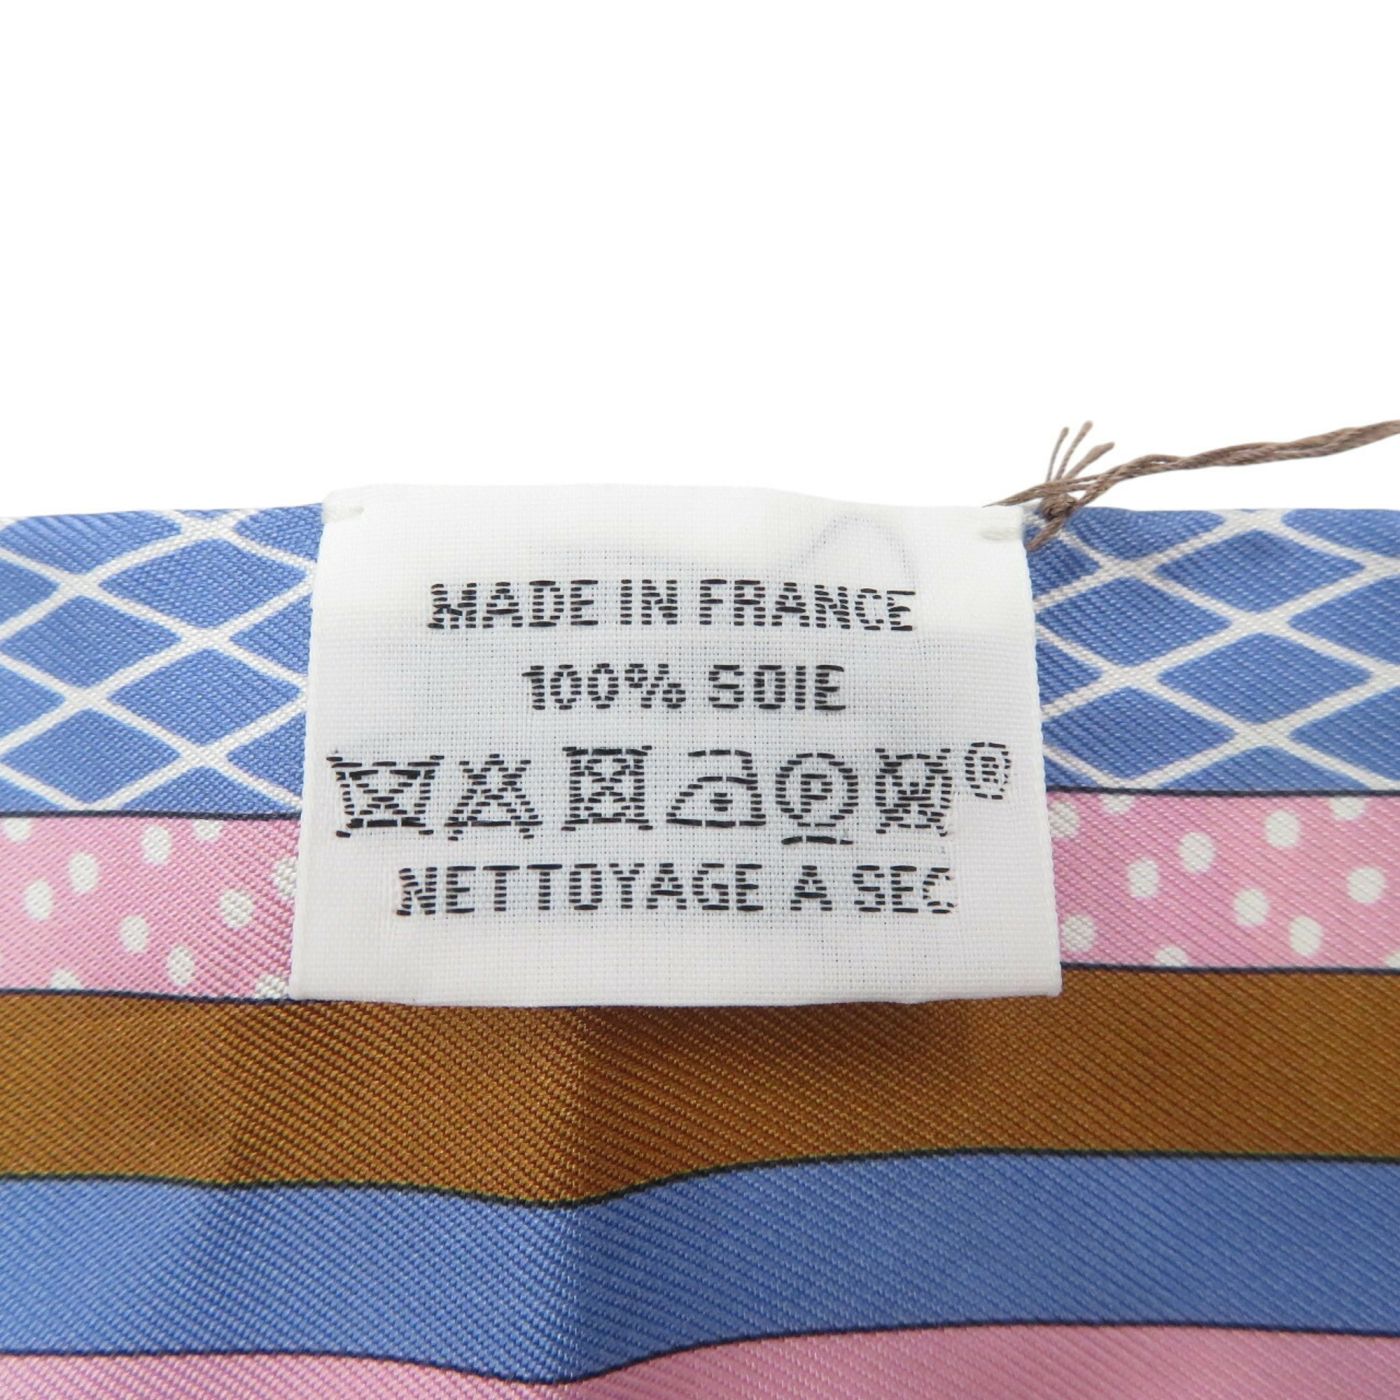 MADE IN FRANCE
100% SOIE
P ®
NETTOYAGE A SEC